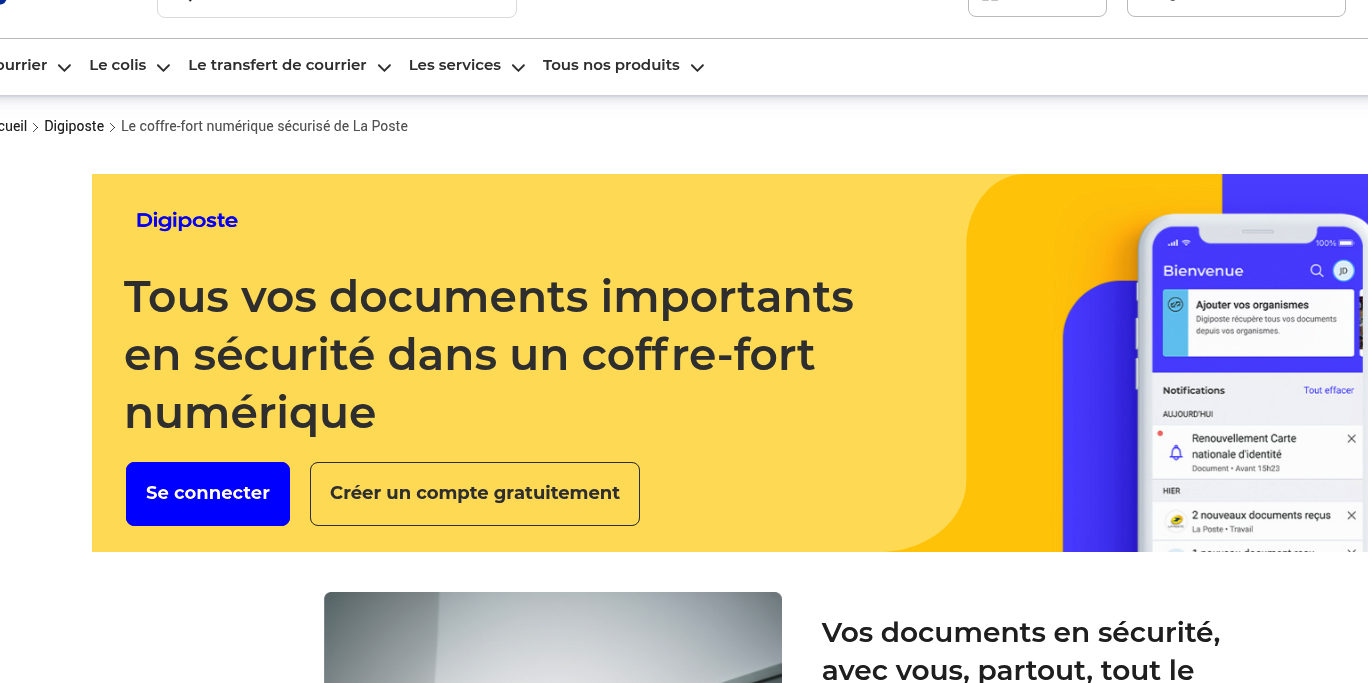 Le colis
Le transfert de courrier
Les services
Tous nos produits
Digiposte
Le coffre-fort numérique sécurisé de La Poste
Digiposte
Tous vos documents importants
en sécurité dans un coffre-fort
numérique
Se connecter
Créer un compte gratuitement
100%
Bienvenue
JD
Ajouter vos organismes
Digiposte récupère tous vos documents
depuis vos organismes.
Notifications
Tout effacer
AUJOURD'HUI
Renouvellement Carte
nationale d'identité
Document • Avant 15h23
HIER
2 nouveaux documents reçus
La Poste • Travail
Vos documents en sécurité,
avec vous, partout, tout le